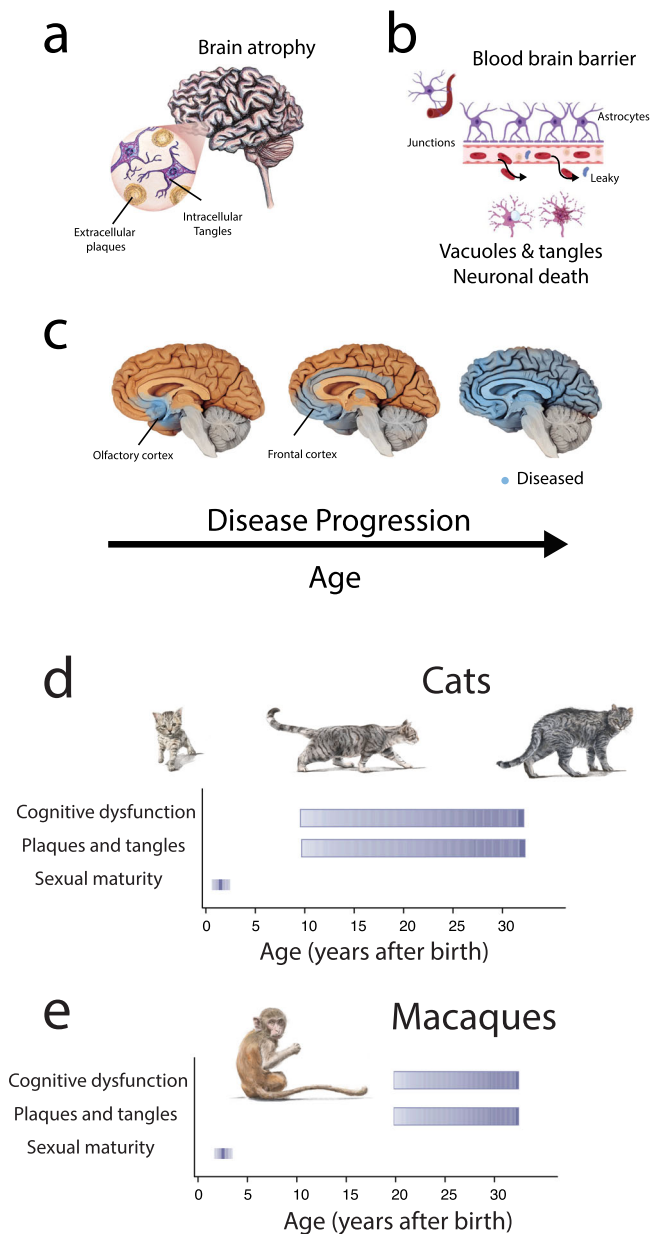 a
Brain atrophy
Extracellular
plaques
Intracellular
Tangles
b
Blood brain barrier
Astrocytes
Junctions
Leaky
Vacuoles & tangles
Neuronal death
c
Olfactory cortex
Frontal cortex
Diseased
Disease Progression
Age
d
Cats
Cognitive dysfunction
Plaques and tangles
Sexual maturity
0 5 10 15 20 25 30
Age (years after birth)
e
Macaques
Cognitive dysfunction
Plaques and tangles
Sexual maturity
0 5 10 15 20 25 30
Age (years after birth)